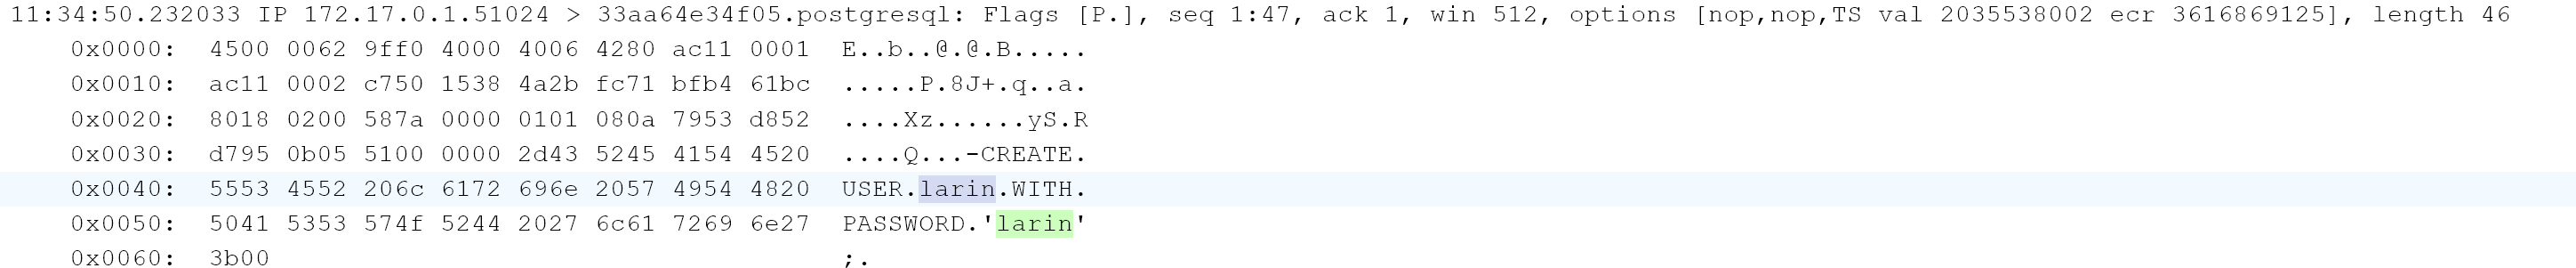 11:34:50.232033 IP 172.17.0.1.51024 > 33aa64e34f05.postgresql: Flags [P.], seq 1:47, ack 1, win 512, options [nop,nop,TS val 2035538002 ecr 3616869125], length 46
0x0000: 4500 0062 9ff0 4000 4006 4280 ac11 0001 E..b..@.@.B.....
0x0010: ac11 0002 c750 1538 4a2b fc71 bfb4 61bc .....P.8J+.q..a.
0x0020: 8018 0200 587a 0000 0101 080a 7953 d852 ....Xz......yS.R
0x0030: d795 0b05 5100 0000 2d43 5245 4154 4520 ....Q...-CREATE.
0x0040: 5553 4552 206c 6172 696e 2057 4954 4820 USER.larin.WITH.
0x0050: 5041 5353 574f 5244 2027 6c61 7269 6e27 PASSWORD.'larin'
0x0060: 3b00 ;.